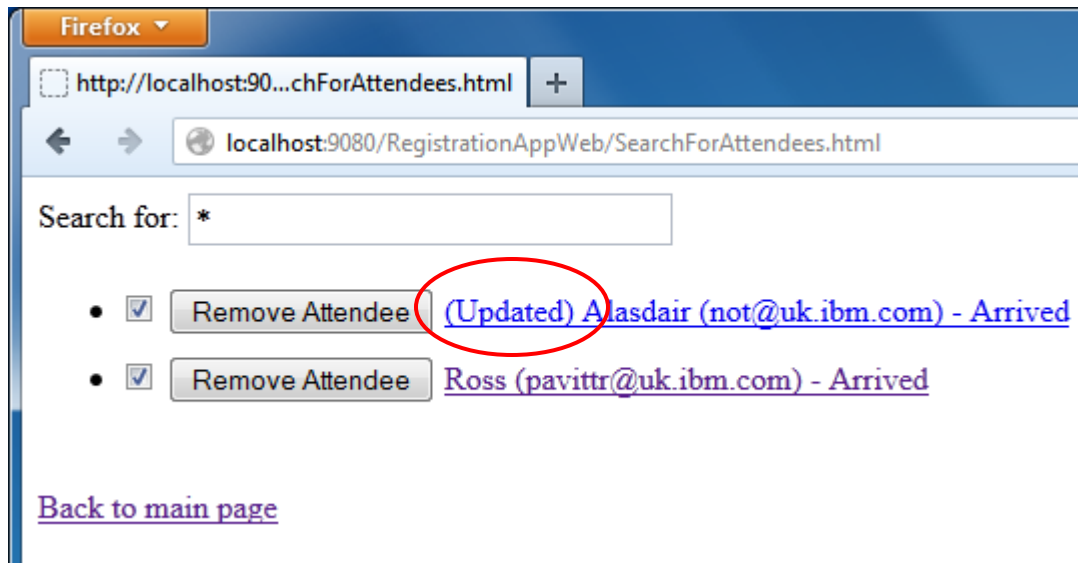 Firefox
http://localhost:90...chForAttendees.html +
localhost:9080/RegistrationAppWeb/SearchForAttendees.html
Search for: *
Remove Attendee (Updated) Alasdair (not@uk.ibm.com) - Arrived
Remove Attendee Ross (pavittr@uk.ibm.com) - Arrived
Back to main page